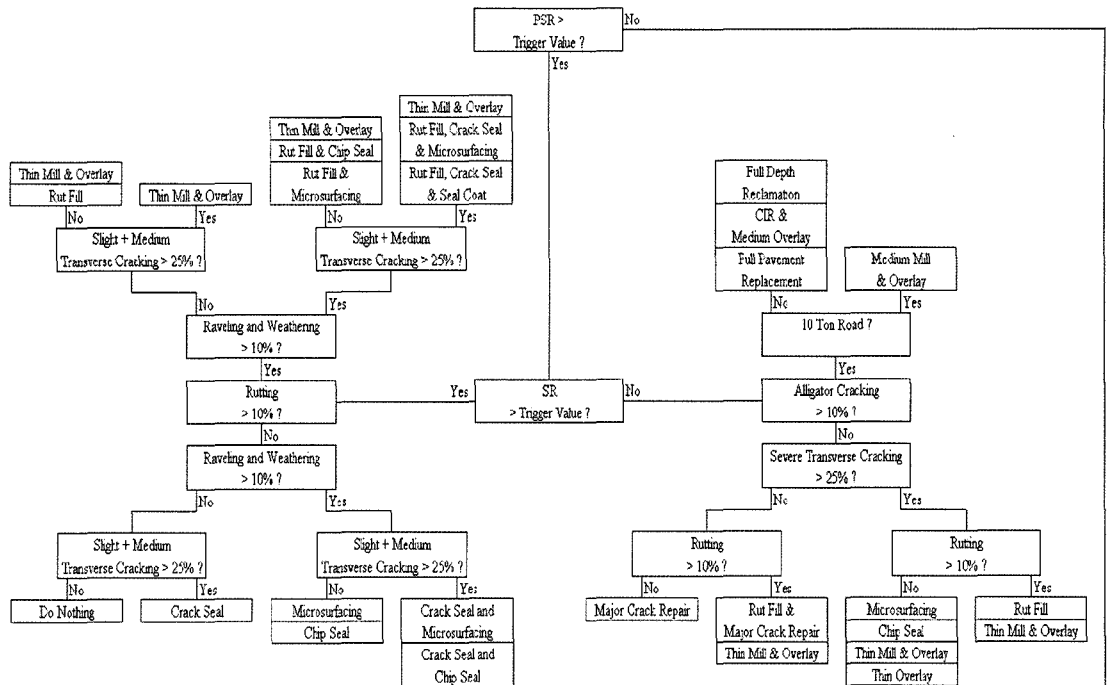 PSR >
Trigger Value ?
No
Yes
Thin Mill & Overlay
Rut Fill, Crack Seal
& Microsurfacing
Rut Fill, Crack Seal
& Seal Coat
Thin Mill & Overlay
Rut Fill & Chip Seal
Rut Fill &
Microsurfacing
Thin Mill & Overlay
Rut Fill
Thin Mill & Overlay
No
Yes
No
Yes
Slight + Medium
Transverse Cracking > 25% ?
Slight + Medium
Transverse Cracking > 25% ?
No
Yes
Raveling and Weathering
> 10% ?
Yes
Rutting
> 10% ?
Yes
SR
> Trigger Value ?
No
Full Depth
Reclamation
CIR &
Medium Overlay
Full Pavement
Replacement
Medium Mill
& Overlay
No
Yes
10 Ton Road ?
Yes
Alligator Cracking
> 10% ?
No
Raveling and Weathering
> 10% ?
No
Yes
Slight + Medium
Transverse Cracking > 25% ?
Slight + Medium
Transverse Cracking > 25% ?
No
Yes
No
Yes
Do Nothing
Crack Seal
Microsurfacing
Chip Seal
Crack Seal and
Microsurfacing
Crack Seal and
Chip Seal
No
Severe Transverse Cracking
> 25% ?
No
Yes
Rutting
> 10% ?
Rutting
> 10% ?
No
Yes
No
Yes
Major Crack Repair
Rut Fill &
Major Crack Repair
Thin Mill & Overlay
Microsurfacing
Chip Seal
Thin Mill & Overlay
Thin Overlay
Rut Fill
Thin Mill & Overlay